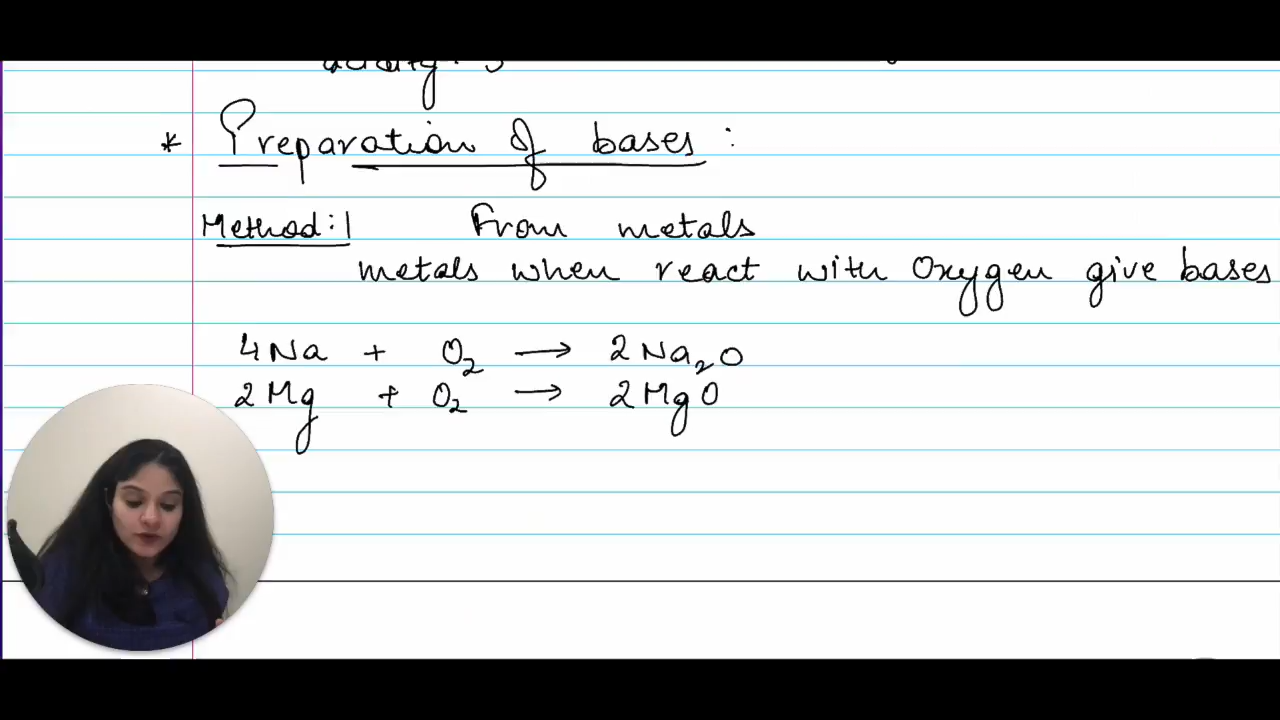 * Preparation of bases :
Method:1 From metals
metals when react with Oxygen give bases
4Na + O₂ → 2Na₂O
2Mg + O₂ → 2MgO